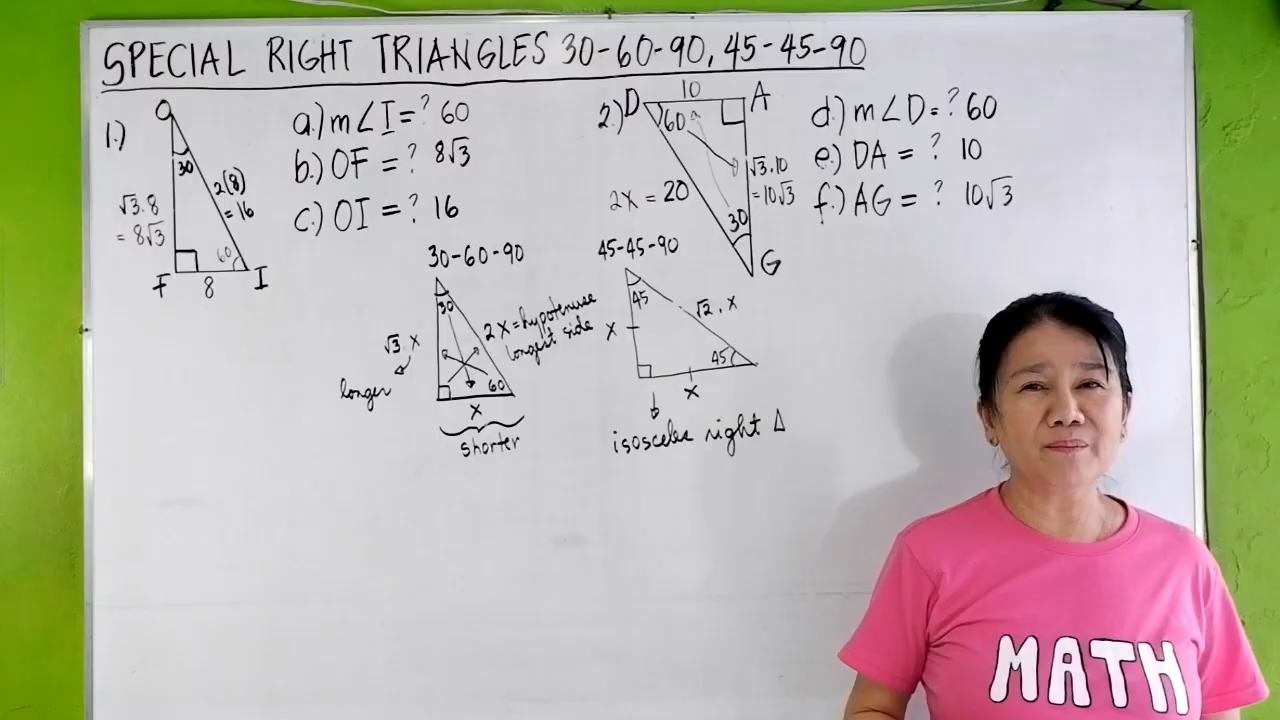 SPECIAL RIGHT TRIANGLES 30-60-90, 45-45-90
1.)
O
30
2(8)
= 16
√3·8
= 8√3
60
F
8
I
a.) m∠I = ? 60
b.) OF = ? 8√3
c.) OI = ? 16
2.)
D
10
A
60
√3·10
= 10√3
2x = 20
30
G
d.) m∠D = ? 60
e.) DA = ? 10
f.) AG = ? 10√3
30-60-90
30
√3 x
longer
2x = hypotenuse
longest side
60
x
shorter
45-45-90
45
x
√2 · x
45
x
isosceles right Δ
MATH